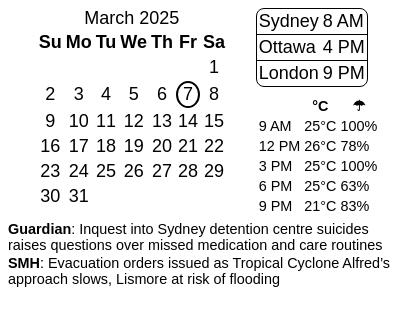 March 2025
Su Mo Tu We Th Fr Sa
1
2 3 4 5 6 7 8
9 10 11 12 13 14 15
16 17 18 19 20 21 22
23 24 25 26 27 28 29
30 31
Sydney 8 AM
Ottawa 4 PM
London 9 PM
°C ☂
9 AM 25°C 100%
12 PM 26°C 78%
3 PM 25°C 100%
6 PM 25°C 63%
9 PM 21°C 83%
Guardian: Inquest into Sydney detention centre suicides
raises questions over missed medication and care routines
SMH: Evacuation orders issued as Tropical Cyclone Alfred’s
approach slows, Lismore at risk of flooding